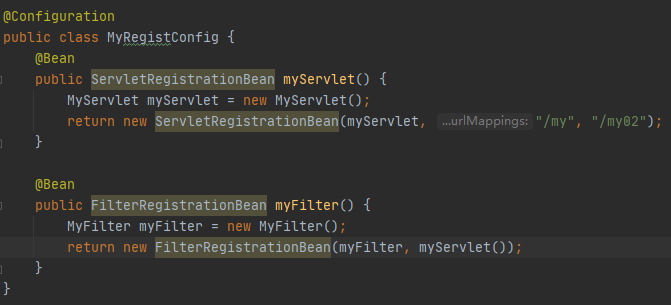 @Configuration
public class MyRegistConfig {
    @Bean
    public ServletRegistrationBean myServlet() {
        MyServlet myServlet = new MyServlet();
        return new ServletRegistrationBean(myServlet, ...urlMappings: "/my", "/my02");
    }
    @Bean
    public FilterRegistrationBean myFilter() {
        MyFilter myFilter = new MyFilter();
        return new FilterRegistrationBean(myFilter, myServlet());
    }
}